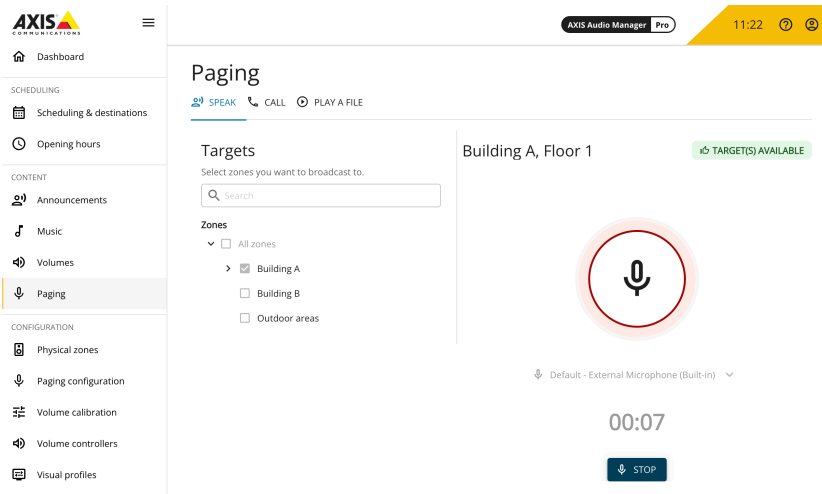 AXIS
COMMUNICATIONS
AXIS Audio Manager Pro
11:22
Dashboard
SCHEDULING
Scheduling & destinations
Opening hours
CONTENT
Announcements
Music
Volumes
Paging
CONFIGURATION
Physical zones
Paging configuration
Volume calibration
Volume controllers
Visual profiles
Paging
SPEAK CALL PLAY A FILE
Targets
Select zones you want to broadcast to.
Search
Zones
All zones
Building A
Building B
Outdoor areas
Building A, Floor 1
TARGET(S) AVAILABLE
Default - External Microphone (Built-in)
00:07
STOP